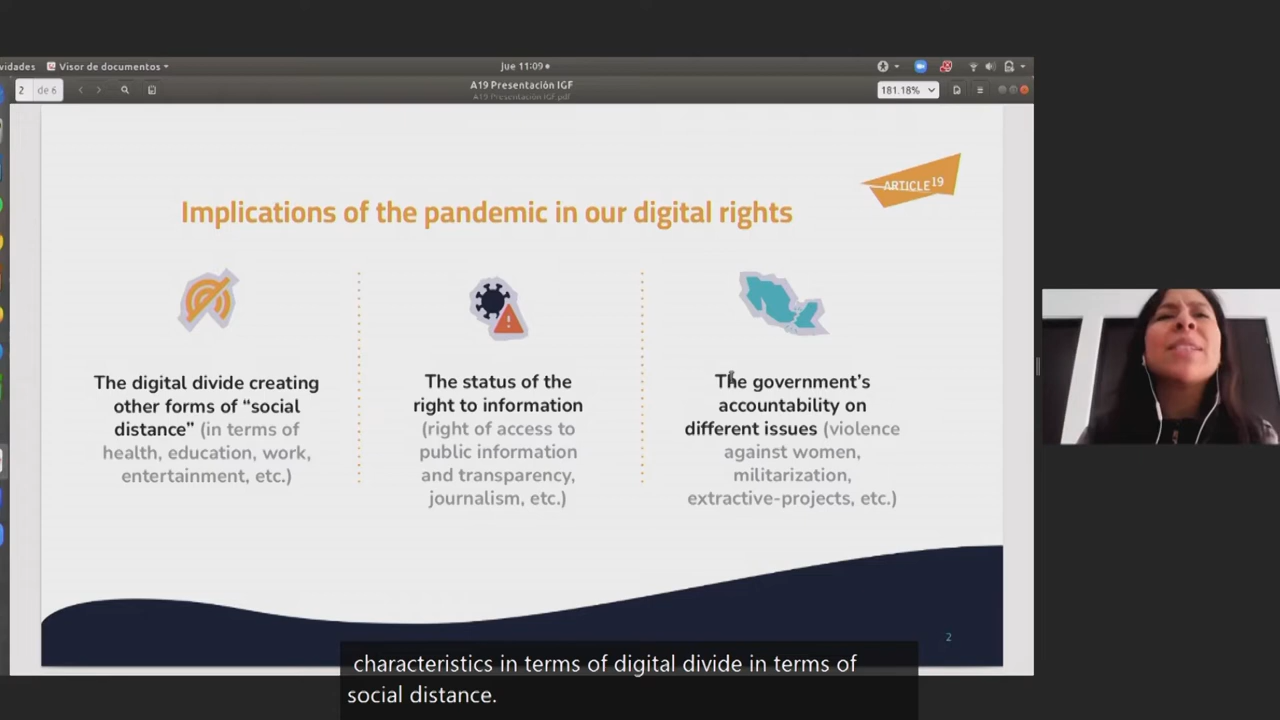 vidades
Visor de documentos
Jue 11:09
2 de 6
A19 Presentación IGF
A19 Presentación IGF.pdf
181.18%
ARTICLE 19
Implications of the pandemic in our digital rights
The digital divide creating
other forms of “social
distance” (in terms of
health, education, work,
entertainment, etc.)
The status of the
right to information
(right of access to
public information
and transparency,
journalism, etc.)
The government’s
accountability on
different issues (violence
against women,
militarization,
extractive-projects, etc.)
2
characteristics in terms of digital divide in terms of
social distance.